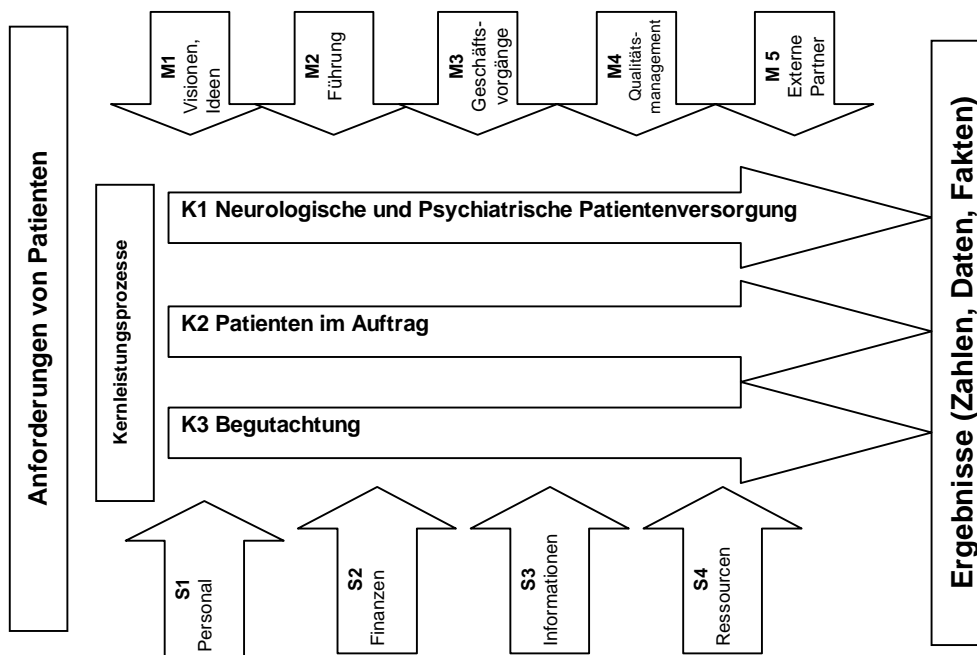 Anforderungen von Patienten
M1
Visionen,
Ideen
M2
Führung
M3
Geschäfts-
vorgänge
M4
Qualitäts-
management
M 5
Externe
Partner
Kernleistungsprozesse
K1 Neurologische und Psychiatrische Patientenversorgung
K2 Patienten im Auftrag
K3 Begutachtung
S1
Personal
S2
Finanzen
S3
Informationen
S4
Ressourcen
Ergebnisse (Zahlen, Daten, Fakten)